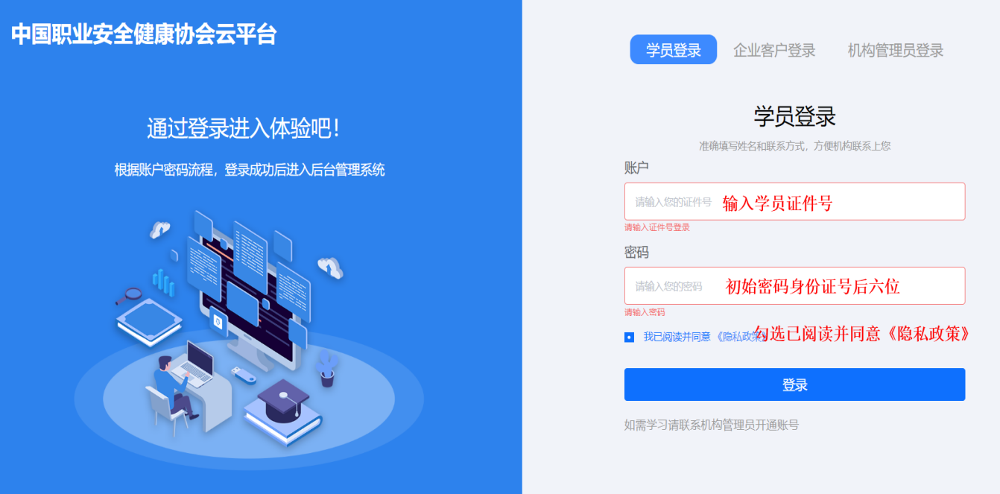 中国职业安全健康协会云平台
通过登录进入体验吧！
根据账户密码流程，登录成功后进入后台管理系统
学员登录 企业客户登录 机构管理员登录
学员登录
准确填写姓名和联系方式，方便机构联系上您
账户
请输入您的证件号 输入学员证件号
请输入证件号登录
密码
请输入您的密码 初始密码身份证号后六位
请输入密码
我已阅读并同意《隐私政策》 勾选已阅读并同意《隐私政策》
登录
如需学习请联系机构管理员开通账号